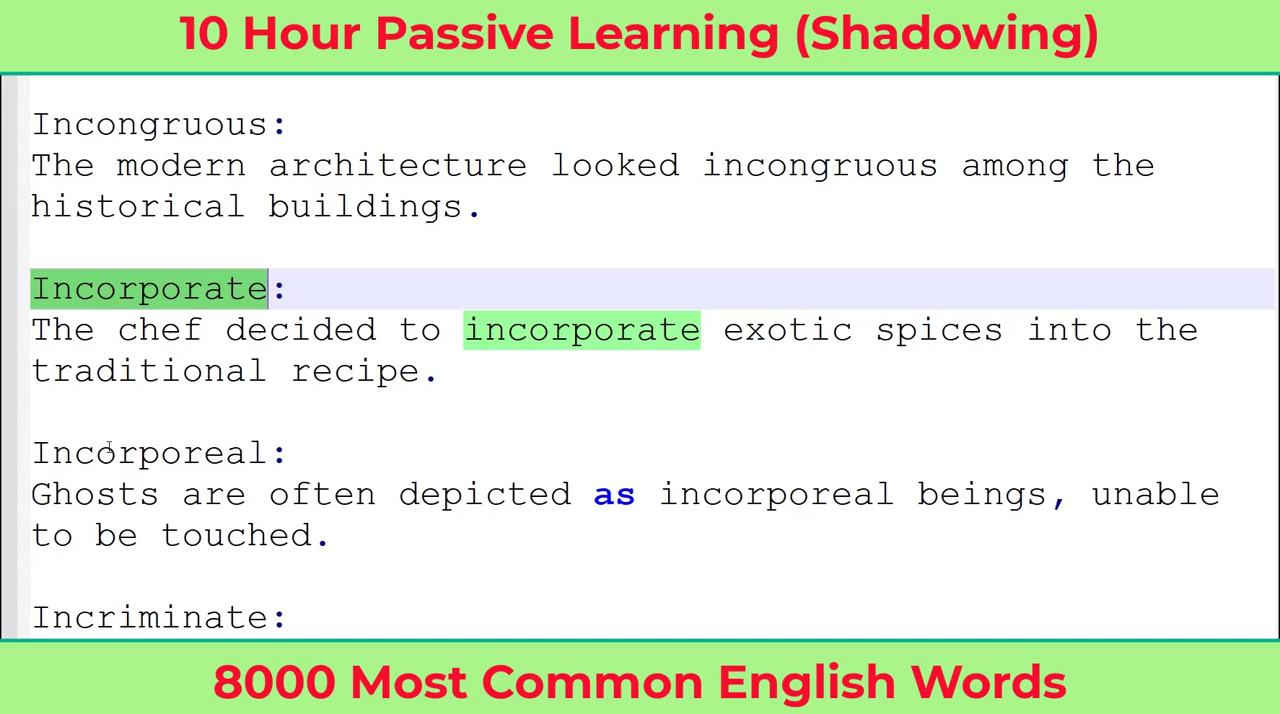 10 Hour Passive Learning (Shadowing)
Incongruous:
The modern architecture looked incongruous among the
historical buildings.
Incorporate:
The chef decided to incorporate exotic spices into the
traditional recipe.
Incorporeal:
Ghosts are often depicted as incorporeal beings, unable
to be touched.
Incriminate:
8000 Most Common English Words